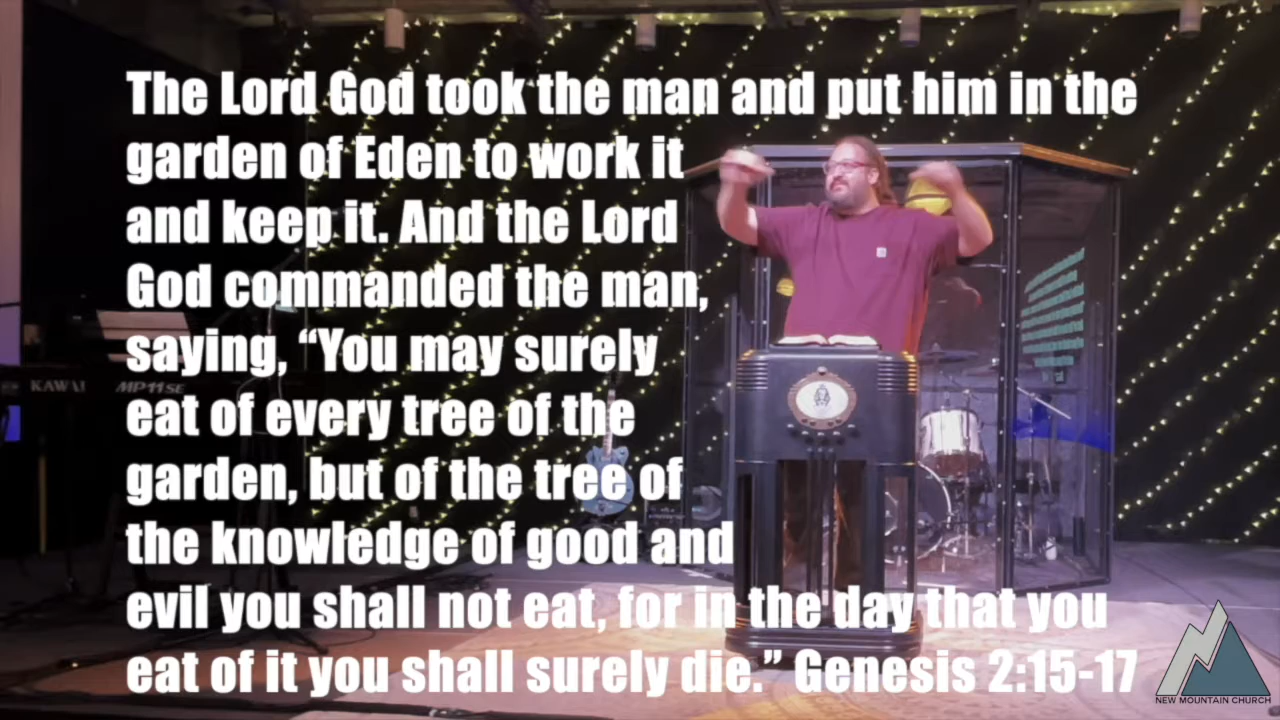 The Lord God took the man and put him in the
garden of Eden to work it
and keep it. And the Lord
God commanded the man,
saying, “You may surely
eat of every tree of the
garden, but of the tree of
the knowledge of good and
evil you shall not eat, for in the day that you
eat of it you shall surely die.” Genesis 2:15-17
KAWAI MP11SE
NEW MOUNTAIN CHURCH